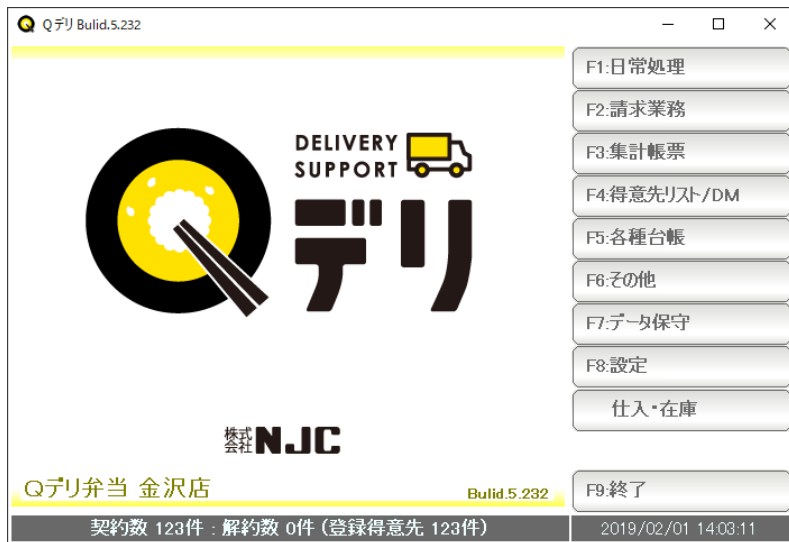 Qデリ Bulid.5.232
DELIVERY
SUPPORT
Qデリ
株式会社NJC
Qデリ弁当 金沢店
Bulid.5.232
F1:日常処理
F2:請求業務
F3:集計帳票
F4:得意先リスト/DM
F5:各種台帳
F6:その他
F7:データ保守
F8:設定
仕入・在庫
F9:終了
契約数 123件 : 解約数 0件 (登録得意先 123件)
2019/02/01 14:03:11